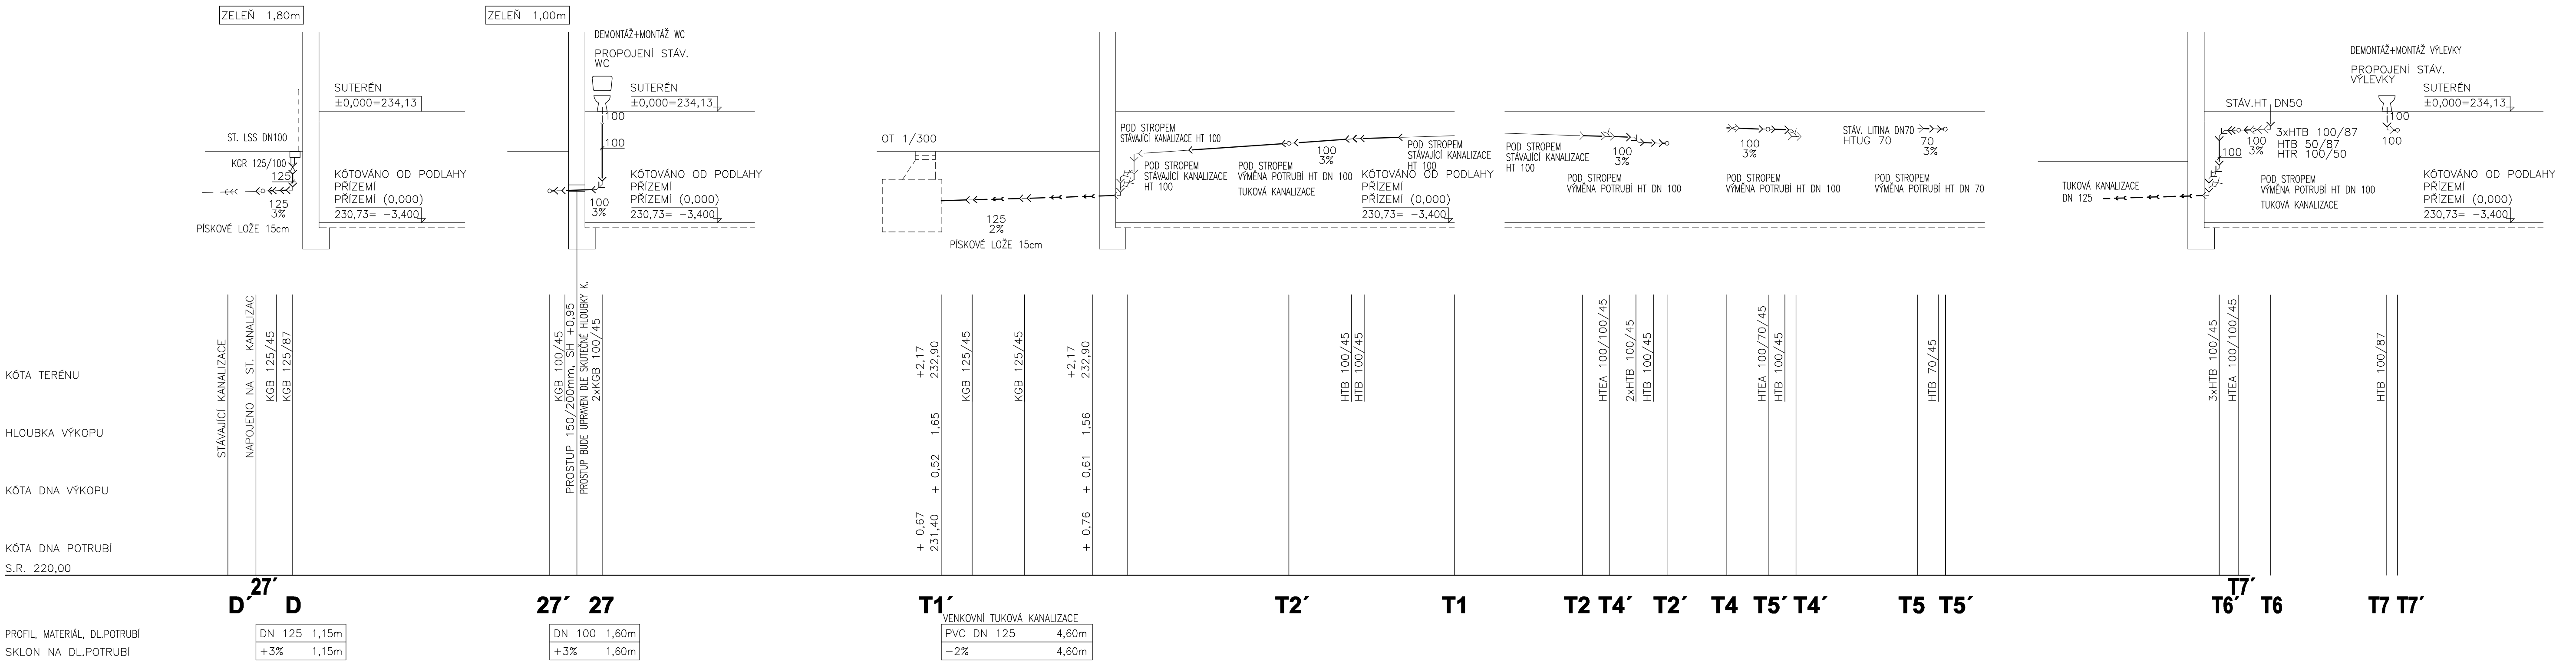 ZELEŇ 1,80m
ST. LSS DN100
KGR 125/100
125
125
3%
PÍSKOVÉ LOŽE 15cm
SUTERÉN
±0,000=234,13
KÓTOVÁNO OD PODLAHY
PŘÍZEMÍ
PŘÍZEMÍ (0,000)
230,73= -3,400
ZELEŇ 1,00m
DEMONTÁŽ+MONTÁŽ WC
PROPOJENÍ STÁV.
WC
100
100
100
3%
SUTERÉN
±0,000=234,13
KÓTOVÁNO OD PODLAHY
PŘÍZEMÍ
PŘÍZEMÍ (0,000)
230,73= -3,400
OT 1/300
125
2%
PÍSKOVÉ LOŽE 15cm
POD STROPEM
STÁVAJÍCÍ KANALIZACE HT 100
POD STROPEM
STÁVAJÍCÍ KANALIZACE
HT 100
POD STROPEM
VÝMĚNA POTRUBÍ HT DN 100
TUKOVÁ KANALIZACE
100
3%
POD STROPEM
STÁVAJÍCÍ KANALIZACE
HT 100
KÓTOVÁNO OD PODLAHY
PŘÍZEMÍ
PŘÍZEMÍ (0,000)
230,73= -3,400
POD STROPEM
STÁVAJÍCÍ KANALIZACE
HT 100
100
3%
POD STROPEM
VÝMĚNA POTRUBÍ HT DN 100
100
3%
POD STROPEM
VÝMĚNA POTRUBÍ HT DN 100
STÁV. LITINA DN70
HTUG 70
70
3%
POD STROPEM
VÝMĚNA POTRUBÍ HT DN 70
TUKOVÁ KANALIZACE
DN 125
STÁV.HT DN50
100
100
3%
3xHTB 100/87
HTB 50/87
HTR 100/50
POD STROPEM
VÝMĚNA POTRUBÍ HT DN 100
TUKOVÁ KANALIZACE
DEMONTÁŽ+MONTÁŽ VÝLEVKY
PROPOJENÍ STÁV.
VÝLEVKY
100
100
SUTERÉN
±0,000=234,13
KÓTOVÁNO OD PODLAHY
PŘÍZEMÍ
PŘÍZEMÍ (0,000)
230,73= -3,400
KÓTA TERÉNU
HLOUBKA VÝKOPU
KÓTA DNA VÝKOPU
KÓTA DNA POTRUBÍ
S.R. 220,00
STÁVAJÍCÍ KANALIZACE
NAPOJENO NA ST. KANALIZAC
KGB 125/45
KGB 125/87
KGB 100/45
PROSTUP 150/200mm, SH +0,95
PROSTUP BUDE UPRAVEN DLE SKUTEČNÉ HLOUBKY K.
2xKGB 100/45
+2,17
232,90
1,65
+ 0,52
+ 0,67
231,40
KGB 125/45
KGB 125/45
+2,17
232,90
1,56
+ 0,61
+ 0,76
HTB 100/45
HTB 100/45
HTEA 100/100/45
2xHTB 100/45
HTB 100/45
HTEA 100/70/45
HTB 100/45
HTB 70/45
3xHTB 100/45
HTEA 100/100/45
HTB 100/87
D´ 27´ D
27´ 27
T1´ T2´ T1
T2 T4´ T2´ T4 T5´ T4´ T5 T5´
T6´ T7´ T6 T7 T7´
PROFIL, MATERIÁL, DL.POTRUBÍ
SKLON NA DL.POTRUBÍ
DN 125 1,15m
+3% 1,15m
DN 100 1,60m
+3% 1,60m
VENKOVNÍ TUKOVÁ KANALIZACE
PVC DN 125 4,60m
-2% 4,60m